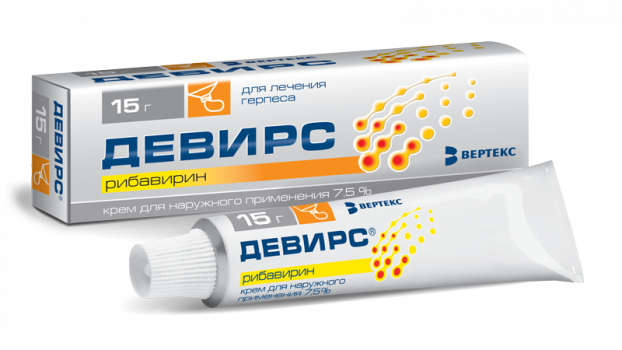 15 г
ДЕВИРС
15 г
для лечения
герпеса
ДЕВИРС
рибавирин
крем для наружного применения 7,5 %
ВЕРТЕКС
15 г
ВЕРТЕКС
ДЕВИРС®
рибавирин
крем для наружного
применения 7,5%